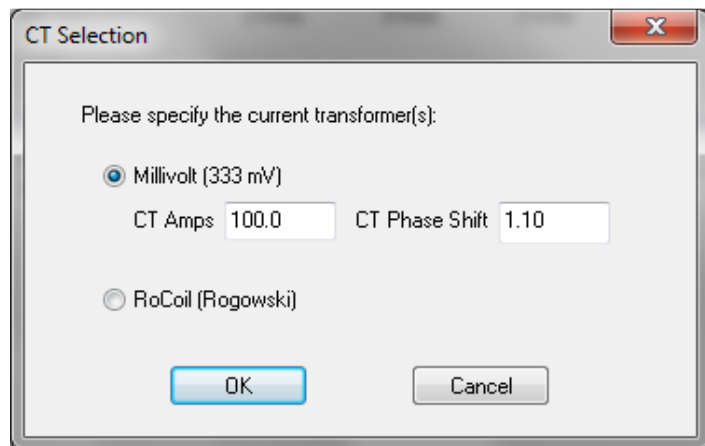 CT Selection
Please specify the current transformer(s):
Millivolt (333 mV)
CT Amps 100.0 CT Phase Shift 1.10
RoCoil (Rogowski)
OK Cancel